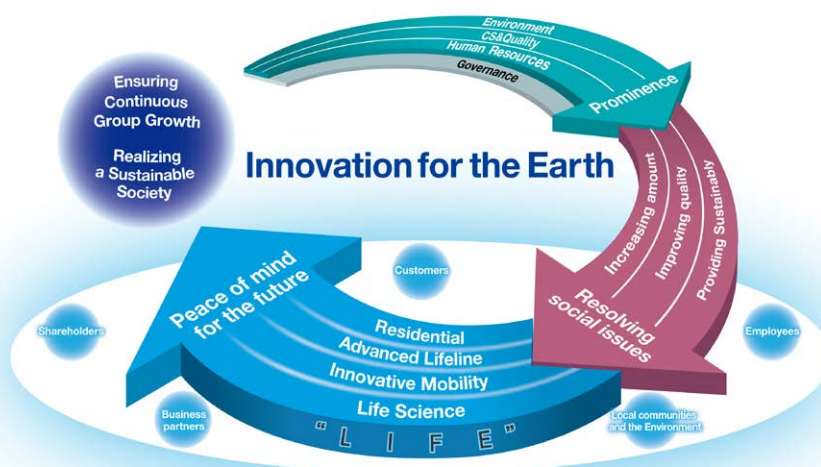 Environment
CS&Quality
Human Resources
Governance
Prominence
Ensuring
Continuous
Group Growth
Realizing
a Sustainable
Society
Innovation for the Earth
Increasing amount
Improving quality
Providing Sustainably
Resolving
social issues
Customers
Peace of mind
for the future
Shareholders
Employees
Residential
Advanced Lifeline
Innovative Mobility
Life Science
"LIFE"
Business
partners
Local communities
and the Environment